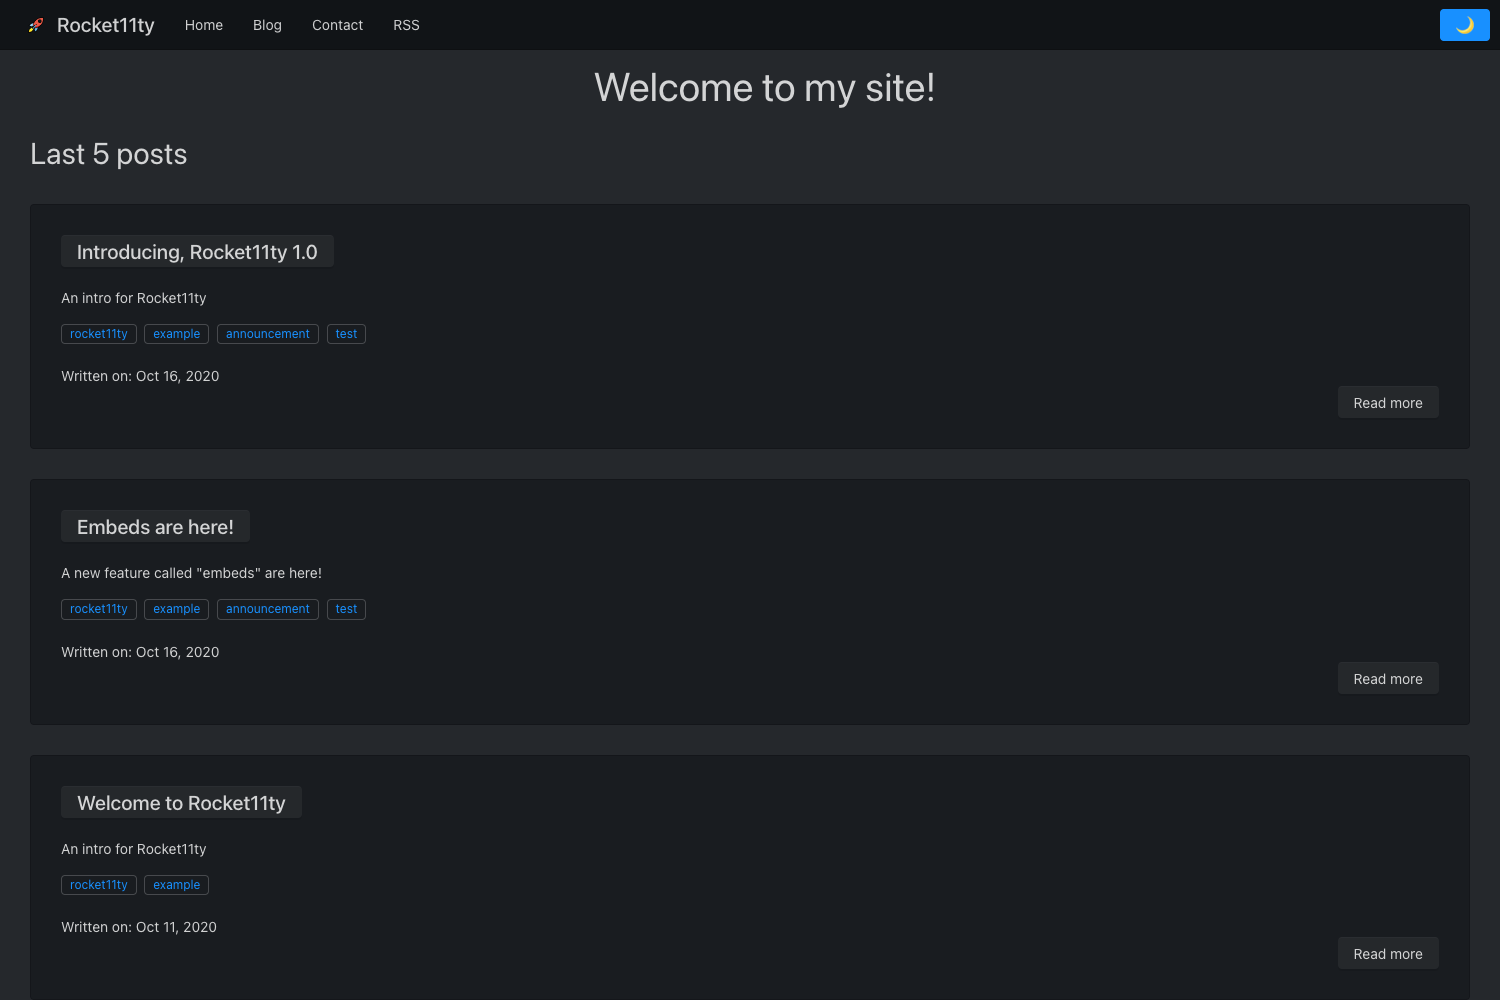 Rocket11ty Home Blog Contact RSS
Welcome to my site!
Last 5 posts
Introducing, Rocket11ty 1.0
An intro for Rocket11ty
rocket11ty example announcement test
Written on: Oct 16, 2020
Read more
Embeds are here!
A new feature called "embeds" are here!
rocket11ty example announcement test
Written on: Oct 16, 2020
Read more
Welcome to Rocket11ty
An intro for Rocket11ty
rocket11ty example
Written on: Oct 11, 2020
Read more